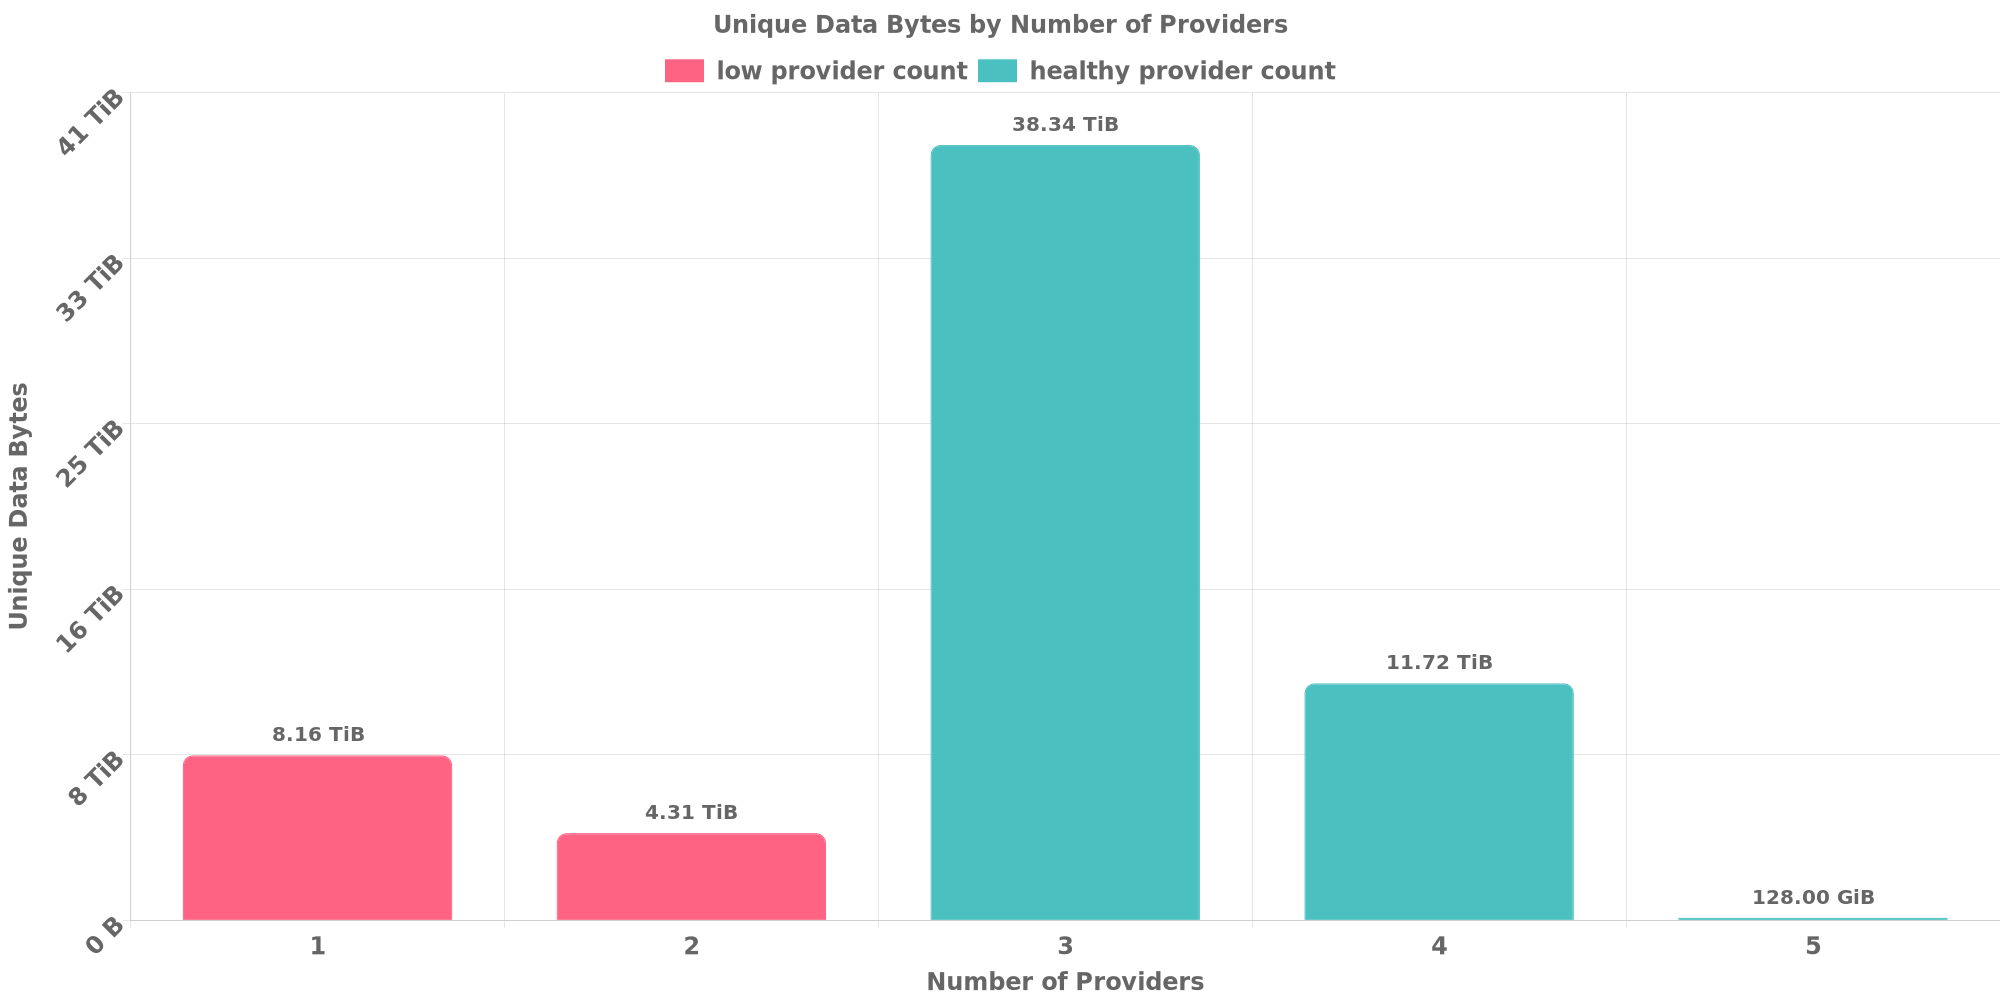 Unique Data Bytes by Number of Providers
low provider count healthy provider count
41 TiB
33 TiB
25 TiB
16 TiB
8 TiB
0 B
Unique Data Bytes
8.16 TiB
4.31 TiB
38.34 TiB
11.72 TiB
128.00 GiB
1 2 3 4 5
Number of Providers